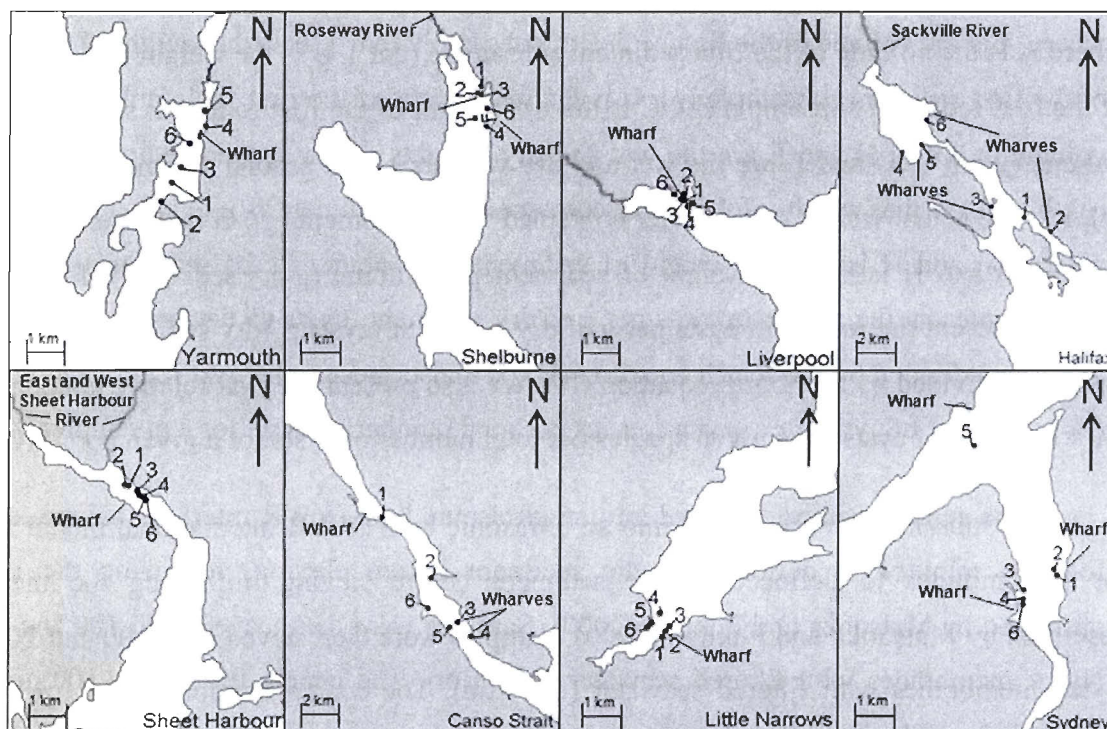 N
5
6
4
Wharf
3
1
2
1 km
Yarmouth
Roseway River
N
1
2
3
Wharf
6
5
4
Wharf
1 km
Shelburne
N
Wharf
2
6
1
3
5
4
1 km
Liverpool
Sackville River
N
6
Wharves
4
5
Wharves
3
1
2
2 km
Halifax
East and West
Sheet Harbour
River
N
2
1
3
4
Wharf
5
6
1 km
Sheet Harbour
N
1
Wharf
2
6
3
Wharves
5
4
2 km
Canso Strait
N
4
5
3
6
1
2
Wharf
1 km
Little Narrows
N
Wharf
5
Wharf
2
3
1
4
Wharf
6
1 km
Sydney